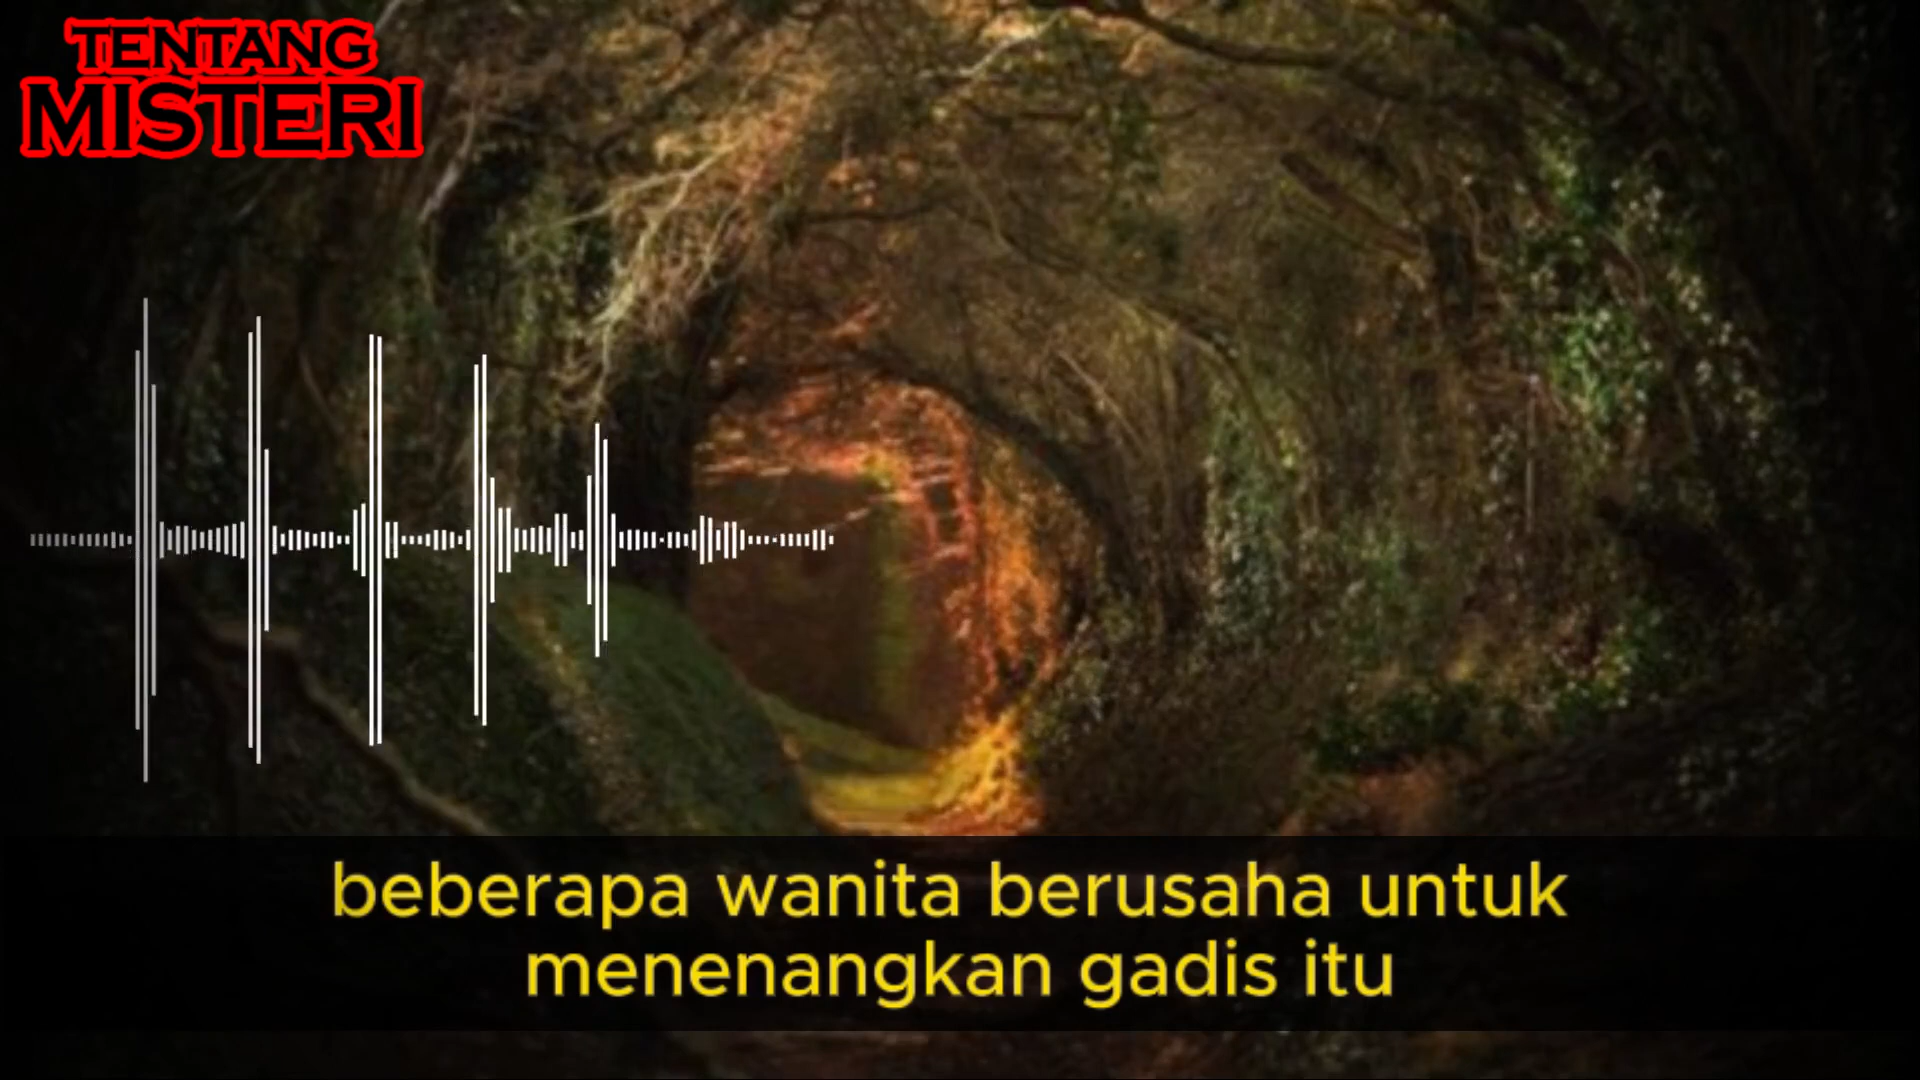 TENTANG
MISTERI
beberapa wanita berusaha untuk
menenangkan gadis itu